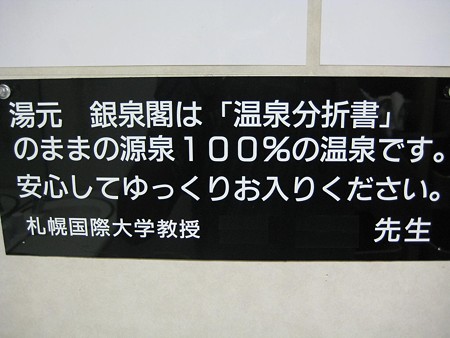 湯元　銀泉閣は「温泉分折書」
のままの源泉１００％の温泉です。
安心してゆっくりお入りください。
札幌国際大学教授　先生